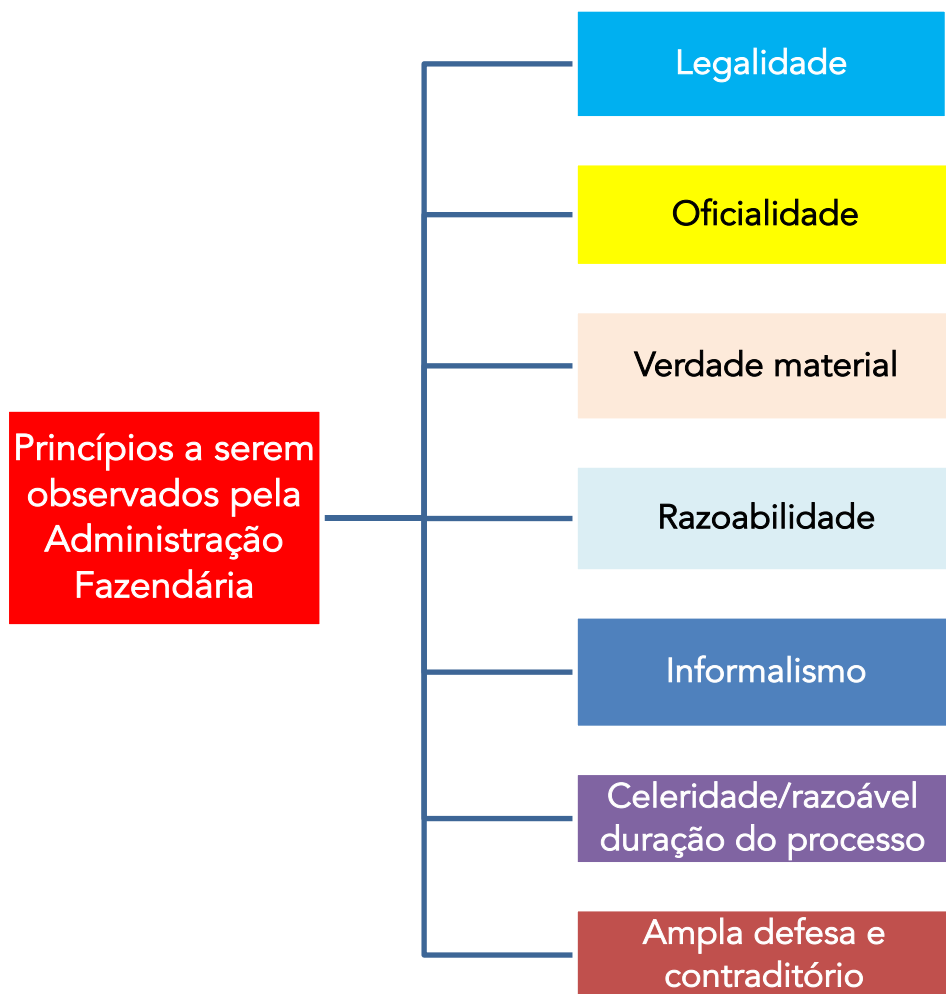 Princípios a serem
observados pela
Administração
Fazendária
Legalidade
Oficialidade
Verdade material
Razoabilidade
Informalismo
Celeridade/razoável
duração do processo
Ampla defesa e
contraditório